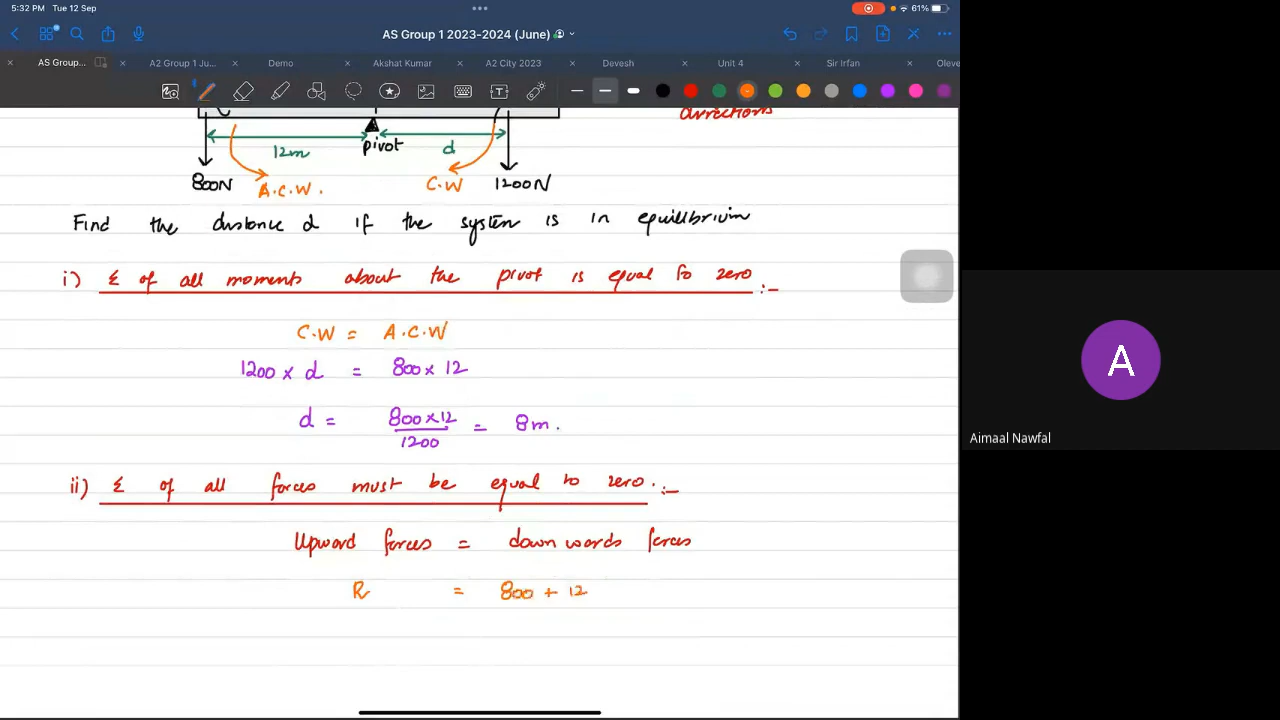 5:32 PM Tue 12 Sep
61%
AS Group 1 2023-2024 (June)
AS Group...
A2 Group 1 Ju...
Demo
Akshat Kumar
A2 City 2023
Devesh
Unit 4
Sir Irfan
Oleve
directions
12m
pivot
d
800N
A.C.W.
C.W
1200N
Find the distance d if the system is in equilibrium
i) Σ of all moments about the pivot is equal to zero :-
C.W = A.C.W
1200 × d = 800 × 12
d = 800 × 12 / 1200 = 8m.
ii) Σ of all forces must be equal to zero. :-
Upward forces = downwards forces
R = 800 + 12
A
Aimaal Nawfal